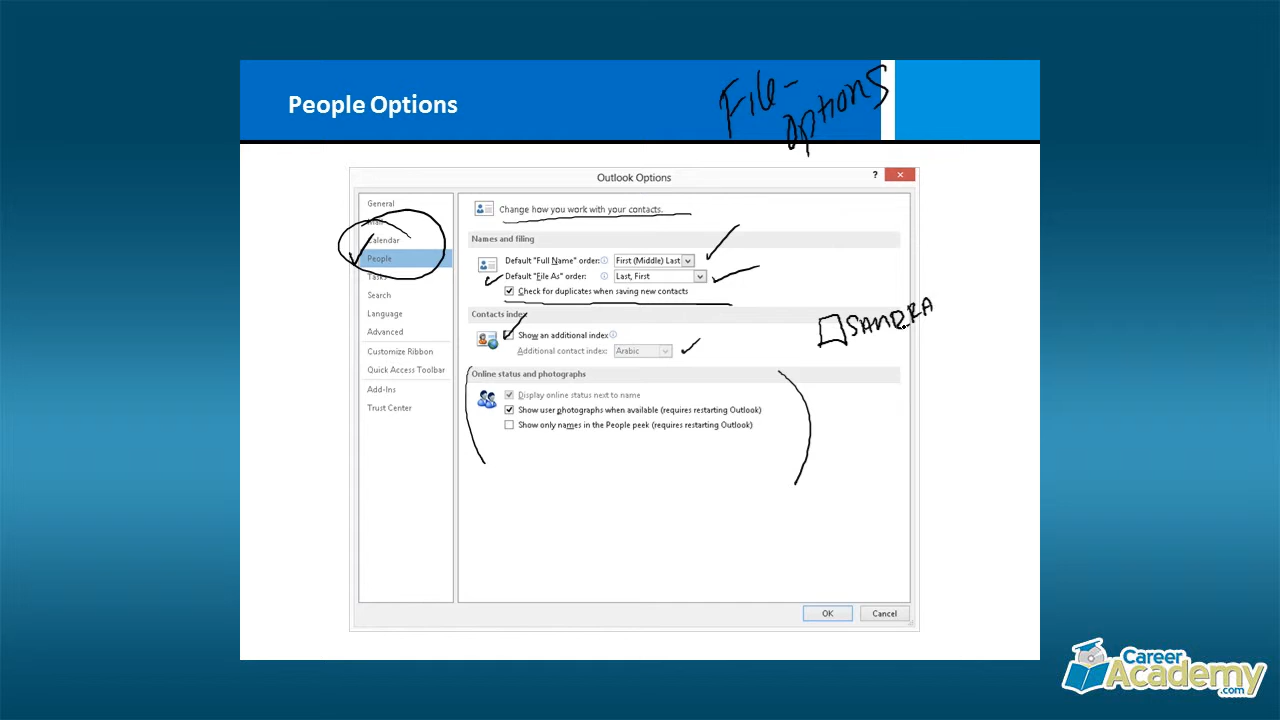 File-
options
People Options
Outlook Options
?
General
Mail
Calendar
People
Tasks
Search
Language
Advanced
Customize Ribbon
Quick Access Toolbar
Add-Ins
Trust Center
Change how you work with your contacts.
Names and filing
Default "Full Name" order: First (Middle) Last
Default "File As" order: Last, First
Check for duplicates when saving new contacts
Contacts index
Show an additional index
Additional contact index: Arabic
SANDRA
Online status and photographs
Display online status next to name
Show user photographs when available (requires restarting Outlook)
Show only names in the People peek (requires restarting Outlook)
OK Cancel
Career
Academy
.com